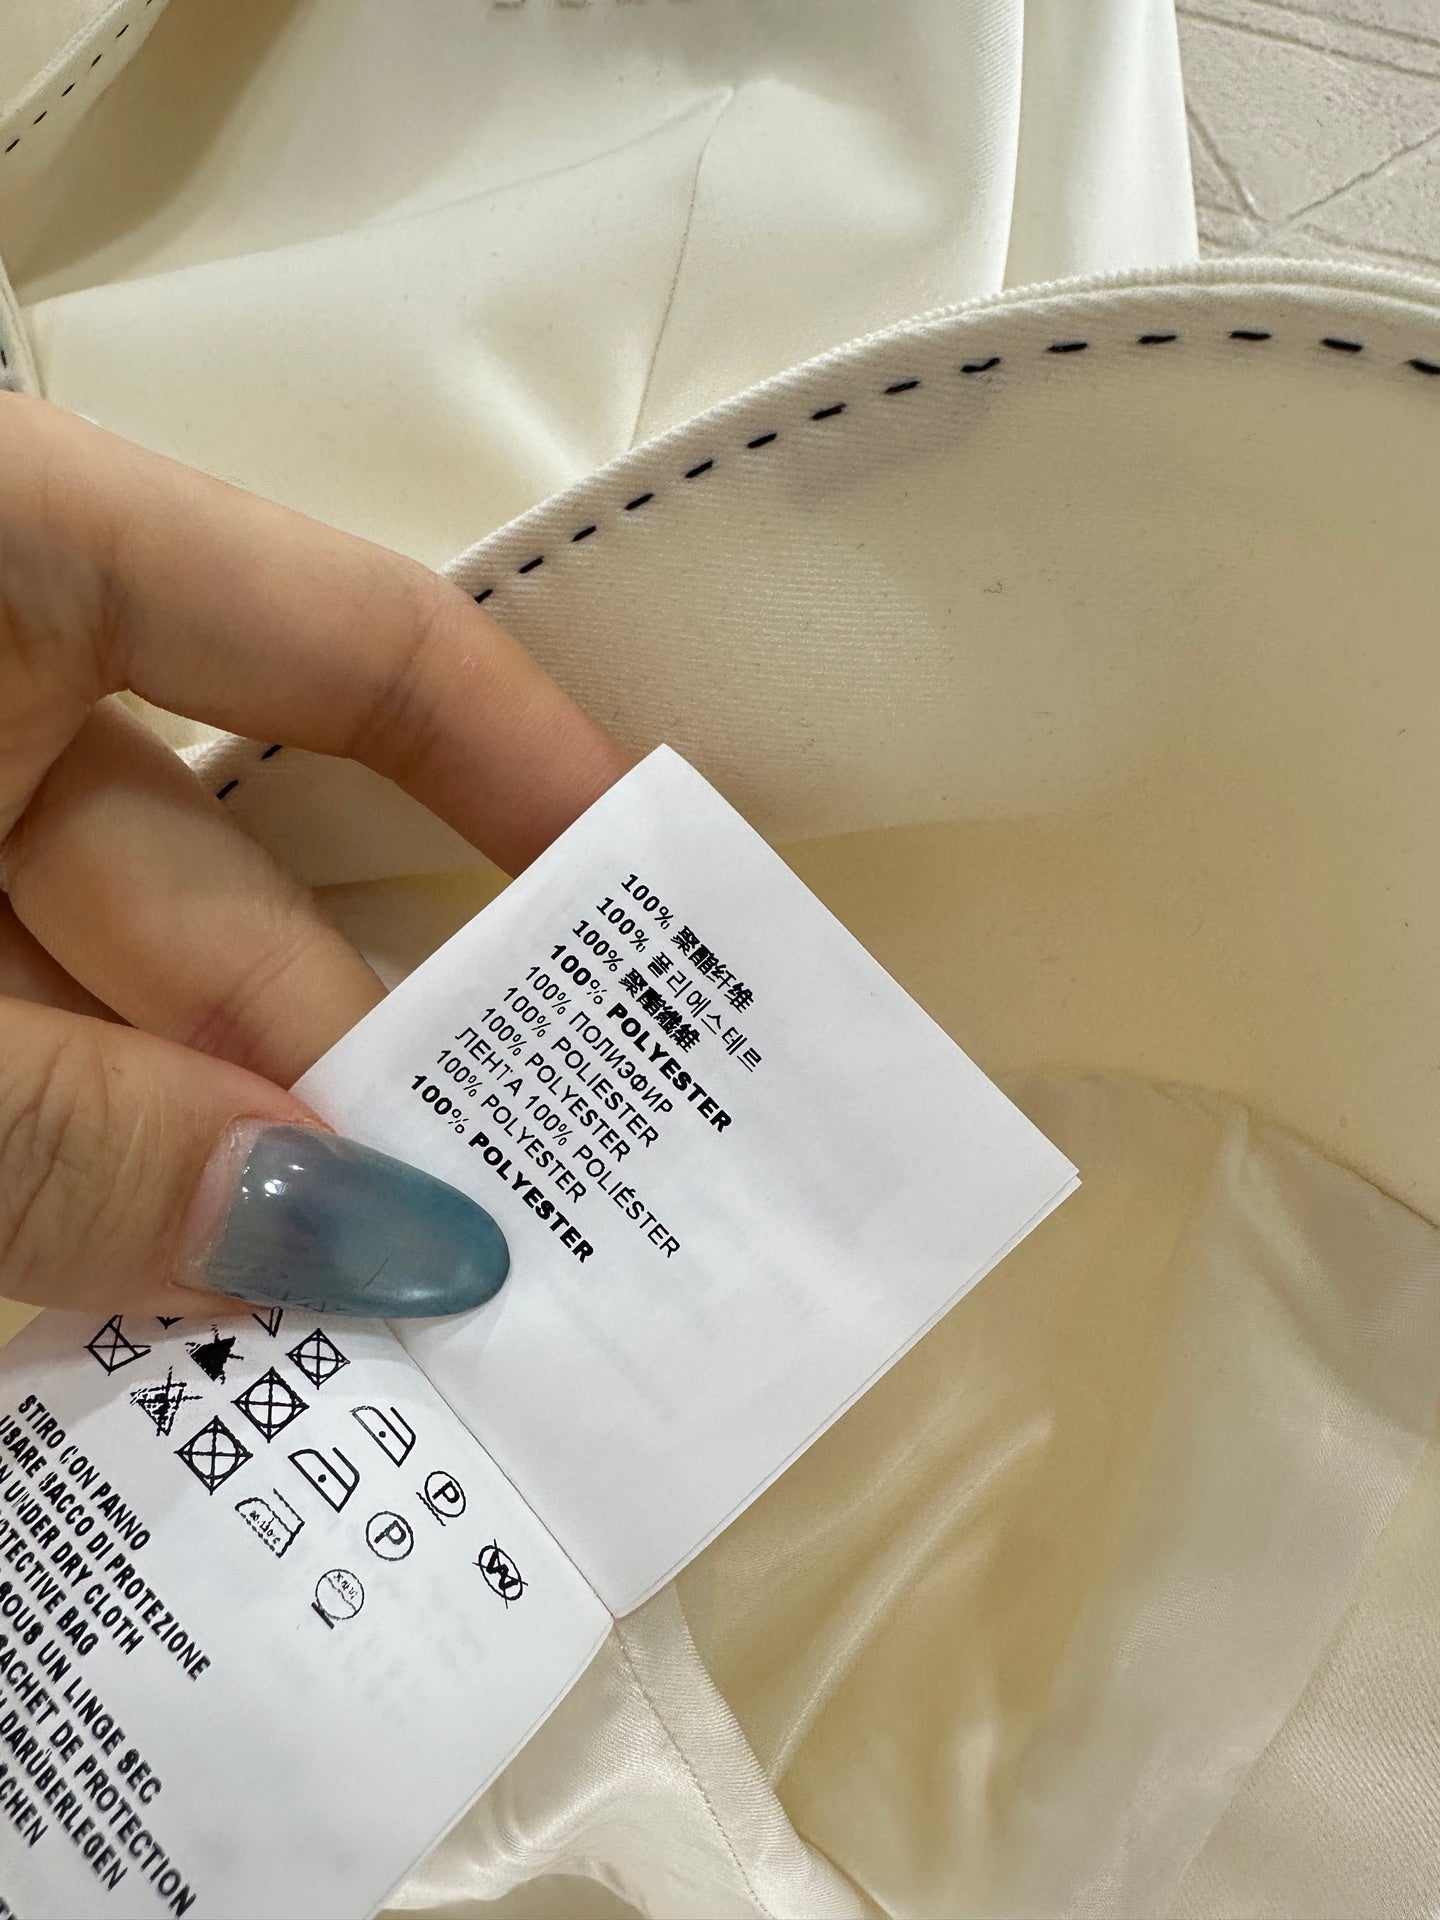 100% 聚酯纤维
100% 폴리에스테르
100% 聚酯纖維
100% POLYESTER
100% ПОЛИЭФИР
100% POLIESTER
100% POLYESTER
ЛЕНТА 100% POLIÉSTER
100% POLYESTER
100% POLYESTER
P
P
W
STIRO CON PANNO
USARE SACCO DI PROTEZIONE
UNDER DRY CLOTH
BAG
SOUS UN LINGE SEC
DE PROTECTION
DARÜBERLEGEN